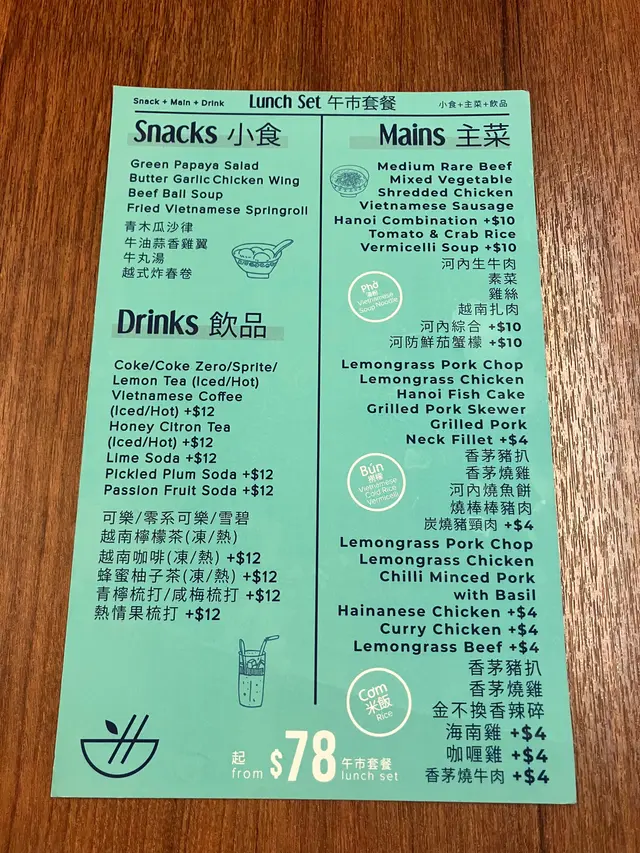 Snack + Main + Drink
Lunch Set 午市套餐
小食+主菜+飲品
Snacks 小食
Green Papaya Salad
Butter Garlic Chicken Wing
Beef Ball Soup
Fried Vietnamese Springroll
青木瓜沙律
牛油蒜香雞翼
牛丸湯
越式炸春卷
Drinks 飲品
Coke/Coke Zero/Sprite/
Lemon Tea (Iced/Hot)
Vietnamese Coffee
(Iced/Hot) +$12
Honey Citron Tea
(Iced/Hot) +$12
Lime Soda +$12
Pickled Plum Soda +$12
Passion Fruit Soda +$12
可樂/零系可樂/雪碧
越南檸檬茶(凍/熱)
越南咖啡(凍/熱) +$12
蜂蜜柚子茶(凍/熱) +$12
青檸梳打/咸梅梳打 +$12
熱情果梳打 +$12
Mains 主菜
Medium Rare Beef
Mixed Vegetable
Shredded Chicken
Vietnamese Sausage
Hanoi Combination +$10
Tomato & Crab Rice
Vermicelli Soup +$10
Phở
Vietnamese
Soup Noodle
河內生牛肉
素菜
雞絲
越南扎肉
河內綜合 +$10
河防鮮茄蟹檬 +$10
Lemongrass Pork Chop
Lemongrass Chicken
Hanoi Fish Cake
Grilled Pork Skewer
Grilled Pork
Neck Fillet +$4
Bún
撈檬
Vietnamese
Cold Rice
Vermicelli
香茅豬扒
香茅燒雞
河內燒魚餅
燒棒棒豬肉
炭燒豬頸肉 +$4
Lemongrass Pork Chop
Lemongrass Chicken
Chilli Minced Pork
with Basil
Hainanese Chicken +$4
Curry Chicken +$4
Lemongrass Beef +$4
Cơm
米飯
Rice
香茅豬扒
香茅燒雞
金不換香辣碎
海南雞 +$4
咖喱雞 +$4
香茅燒牛肉 +$4
起
from
$78
午市套餐
lunch set